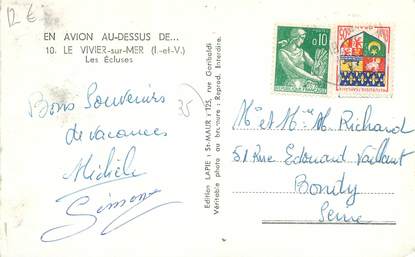 12 €
EN AVION AU-DESSUS DE...
10. LE VIVIER-sur-MER (I.-et-V.)
Les Écluses
Bons Souvenirs
de vacances
Michèle
Simone
35
Edition LAPIE : St-MAUR : 125, rue Garibaldi
Véritable photo au bromure : Reprod. Interdite.
0,10
Mr et Mme M. Richard
51 Rue Edouard Vaillant
Bondy
Seine